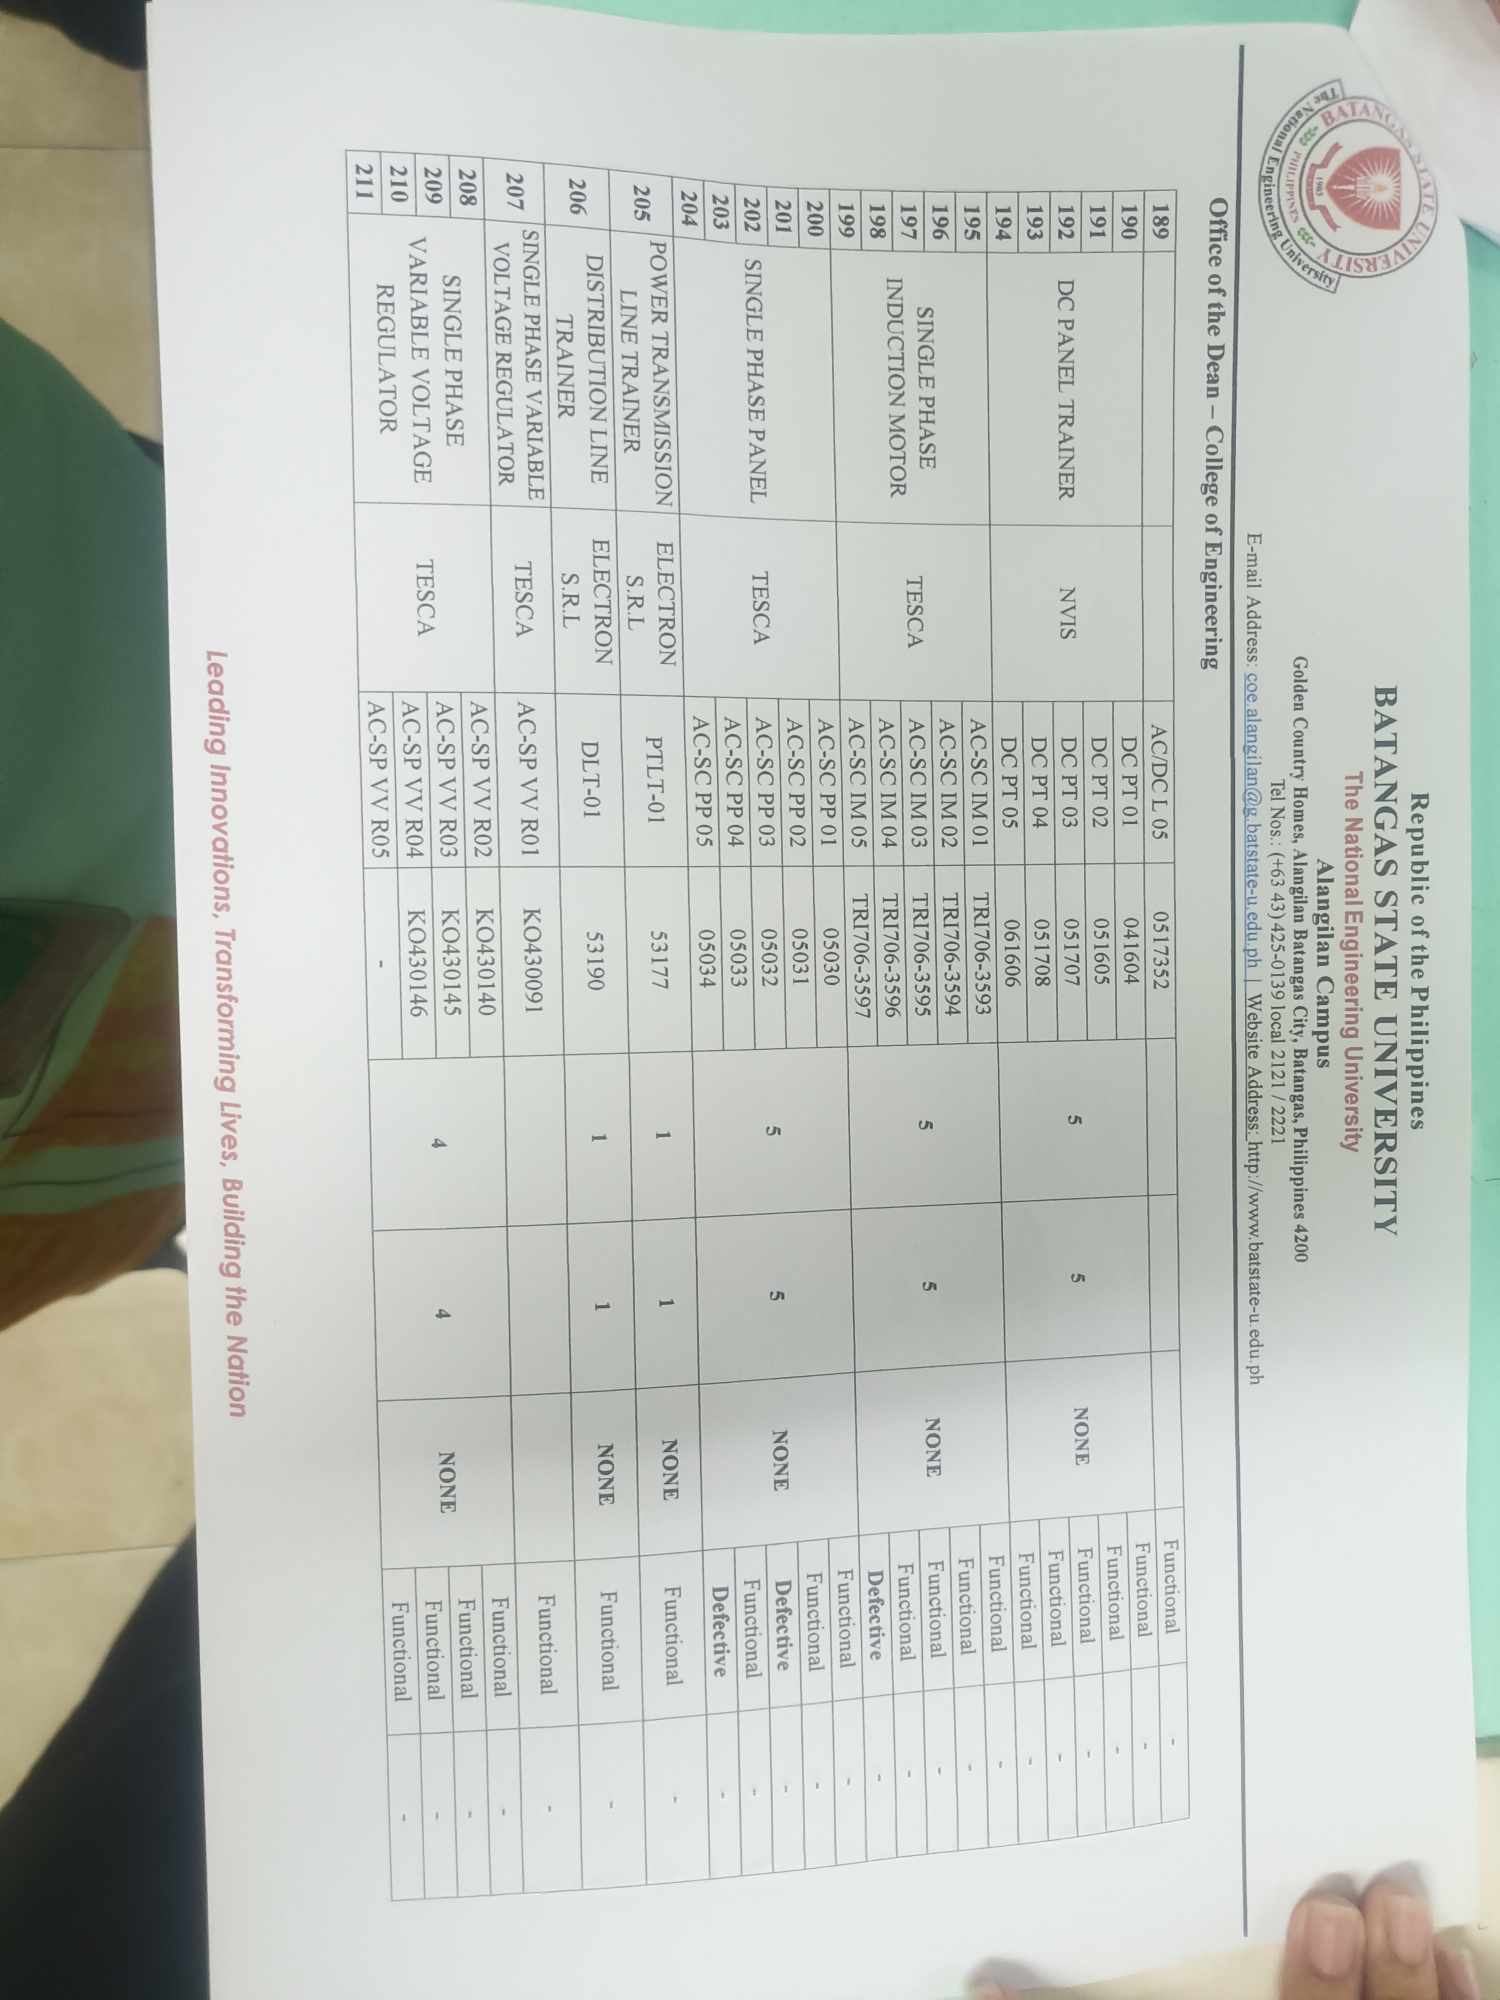 Republic of the Philippines
BATANGAS STATE UNIVERSITY
The National Engineering University
Alangilan Campus
Golden Country Homes, Alangilan Batangas City, Batangas, Philippines 4200
Tel Nos.: (+63 43) 425-0139 local 2121 / 2221
E-mail Address: coe.alangilan@g.batstate-u.edu.ph | Website Address: http://www.batstate-u.edu.ph
BATANGAS STATE UNIVERSITY
PHILIPPINES
1903
The National Engineering University
Office of the Dean – College of Engineering
189 AC/DC L 05 0517352 Functional -
190 DC PT 01 041604 Functional -
191 DC PT 02 051605 Functional -
192 DC PANEL TRAINER NVIS DC PT 03 051707 5 5 NONE Functional -
193 DC PT 04 051708 Functional -
194 DC PT 05 061606 Functional -
195 AC-SC IM 01 TRI706-3593 Functional -
196 SINGLE PHASE AC-SC IM 02 TRI706-3594 Functional -
197 INDUCTION MOTOR TESCA AC-SC IM 03 TRI706-3595 5 5 NONE Functional -
198 AC-SC IM 04 TRI706-3596 Functional -
199 AC-SC IM 05 TRI706-3597 Defective -
200 AC-SC PP 01 05030 Functional -
201 AC-SC PP 02 05031 Functional -
202 SINGLE PHASE PANEL TESCA AC-SC PP 03 05032 5 5 NONE Defective -
203 AC-SC PP 04 05033 Functional -
204 AC-SC PP 05 05034 Defective -
205 POWER TRANSMISSION ELECTRON PTLT-01 53177 1 1 NONE Functional -
LINE TRAINER S.R.L
206 DISTRIBUTION LINE ELECTRON DLT-01 53190 1 1 NONE Functional -
TRAINER S.R.L
207 SINGLE PHASE VARIABLE TESCA AC-SP VV R01 KO430091 Functional -
VOLTAGE REGULATOR
208 SINGLE PHASE AC-SP VV R02 KO430140 Functional -
209 VARIABLE VOLTAGE TESCA AC-SP VV R03 KO430145 4 4 NONE Functional -
210 REGULATOR AC-SP VV R04 KO430146 Functional -
211 AC-SP VV R05 - Functional -
Leading Innovations, Transforming Lives, Building the Nation